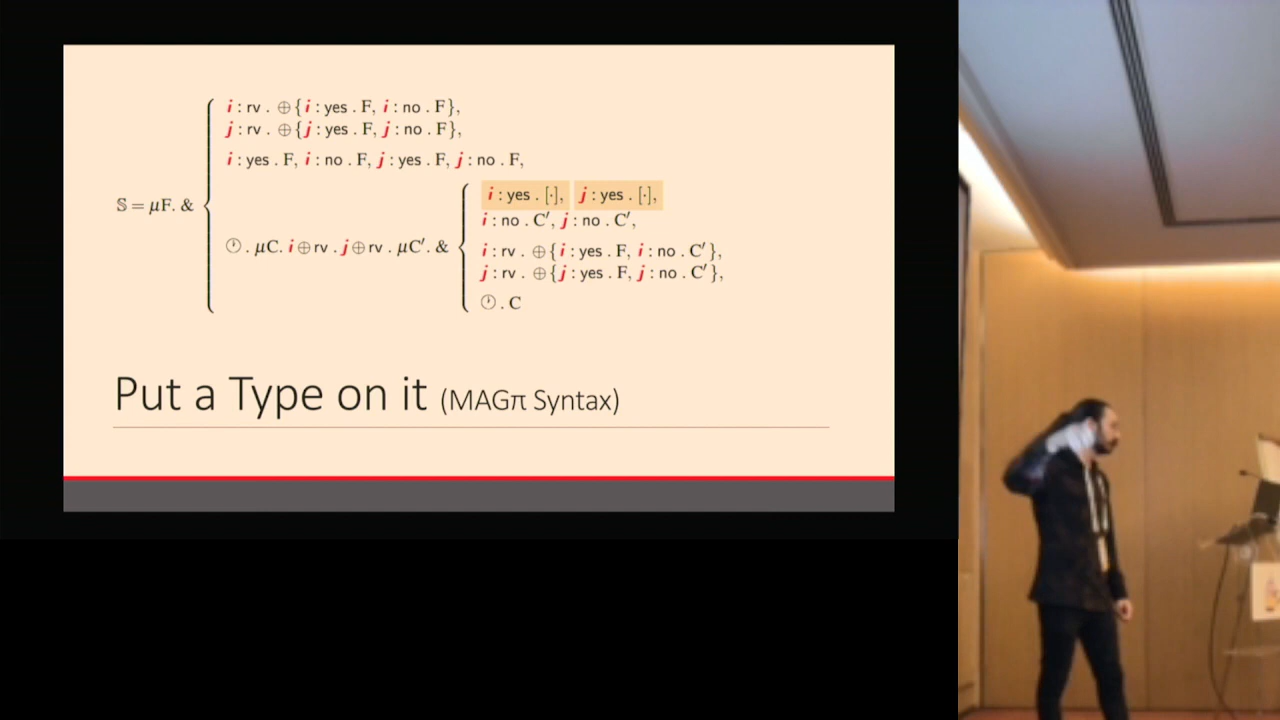 i : rv . ⊕{i : yes . F, i : no . F},
j : rv . ⊕{j : yes . F, j : no . F},
i : yes . F, i : no . F, j : yes . F, j : no . F,
𝕊 = μF. &
🕐 . μC. i ⊕ rv . j ⊕ rv . μC′. &
i : yes . [·], j : yes . [·],
i : no . C′, j : no . C′,
i : rv . ⊕{i : yes . F, i : no . C′},
j : rv . ⊕{j : yes . F, j : no . C′},
🕐 . C
Put a Type on it (MAGπ Syntax)